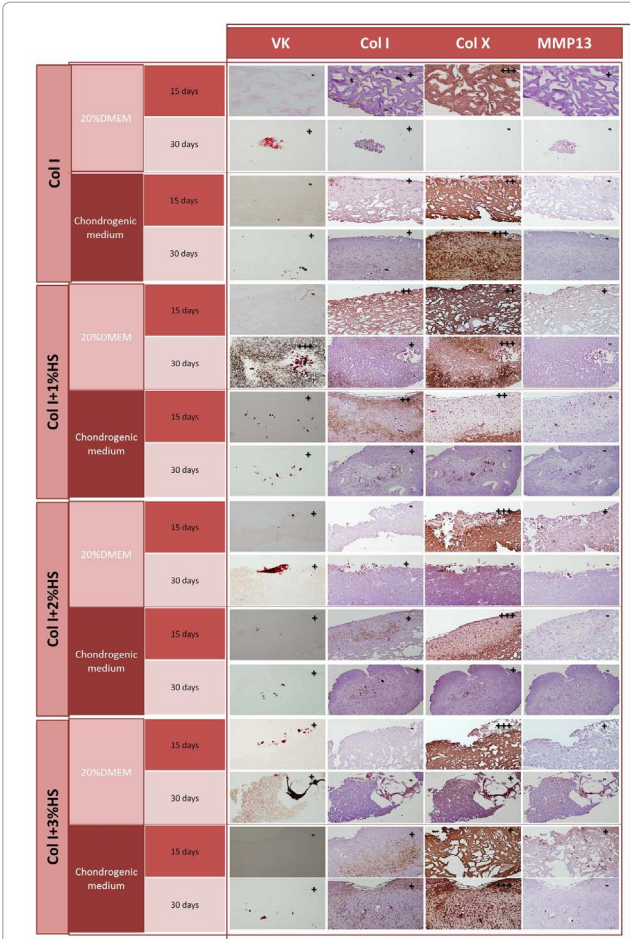 VK Col I Col X MMP13
Col I
20%DMEM
15 days - + +++ +
30 days + + - -
Chondrogenic
medium
15 days - + ++ -
30 days + + +++ -
Col I+1%HS
20%DMEM
15 days - ++ ++ +
30 days +++ + + -
Chondrogenic
medium
15 days + ++ ++ -
30 days + + - -
Col I+2%HS
20%DMEM
15 days + - +++ +
30 days + + + -
Chondrogenic
medium
15 days + + +++ -
30 days + + + -
Col I+3%HS
20%DMEM
15 days + - +++ +
30 days + + + +
Chondrogenic
medium
15 days - + + +
30 days + + +++ -